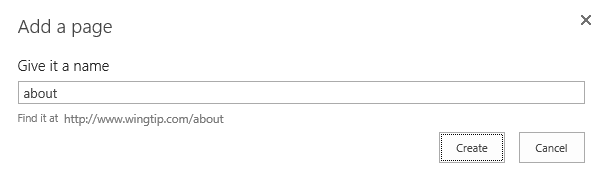 Add a page
Give it a name
about
Find it at http://www.wingtip.com/about
Create Cancel